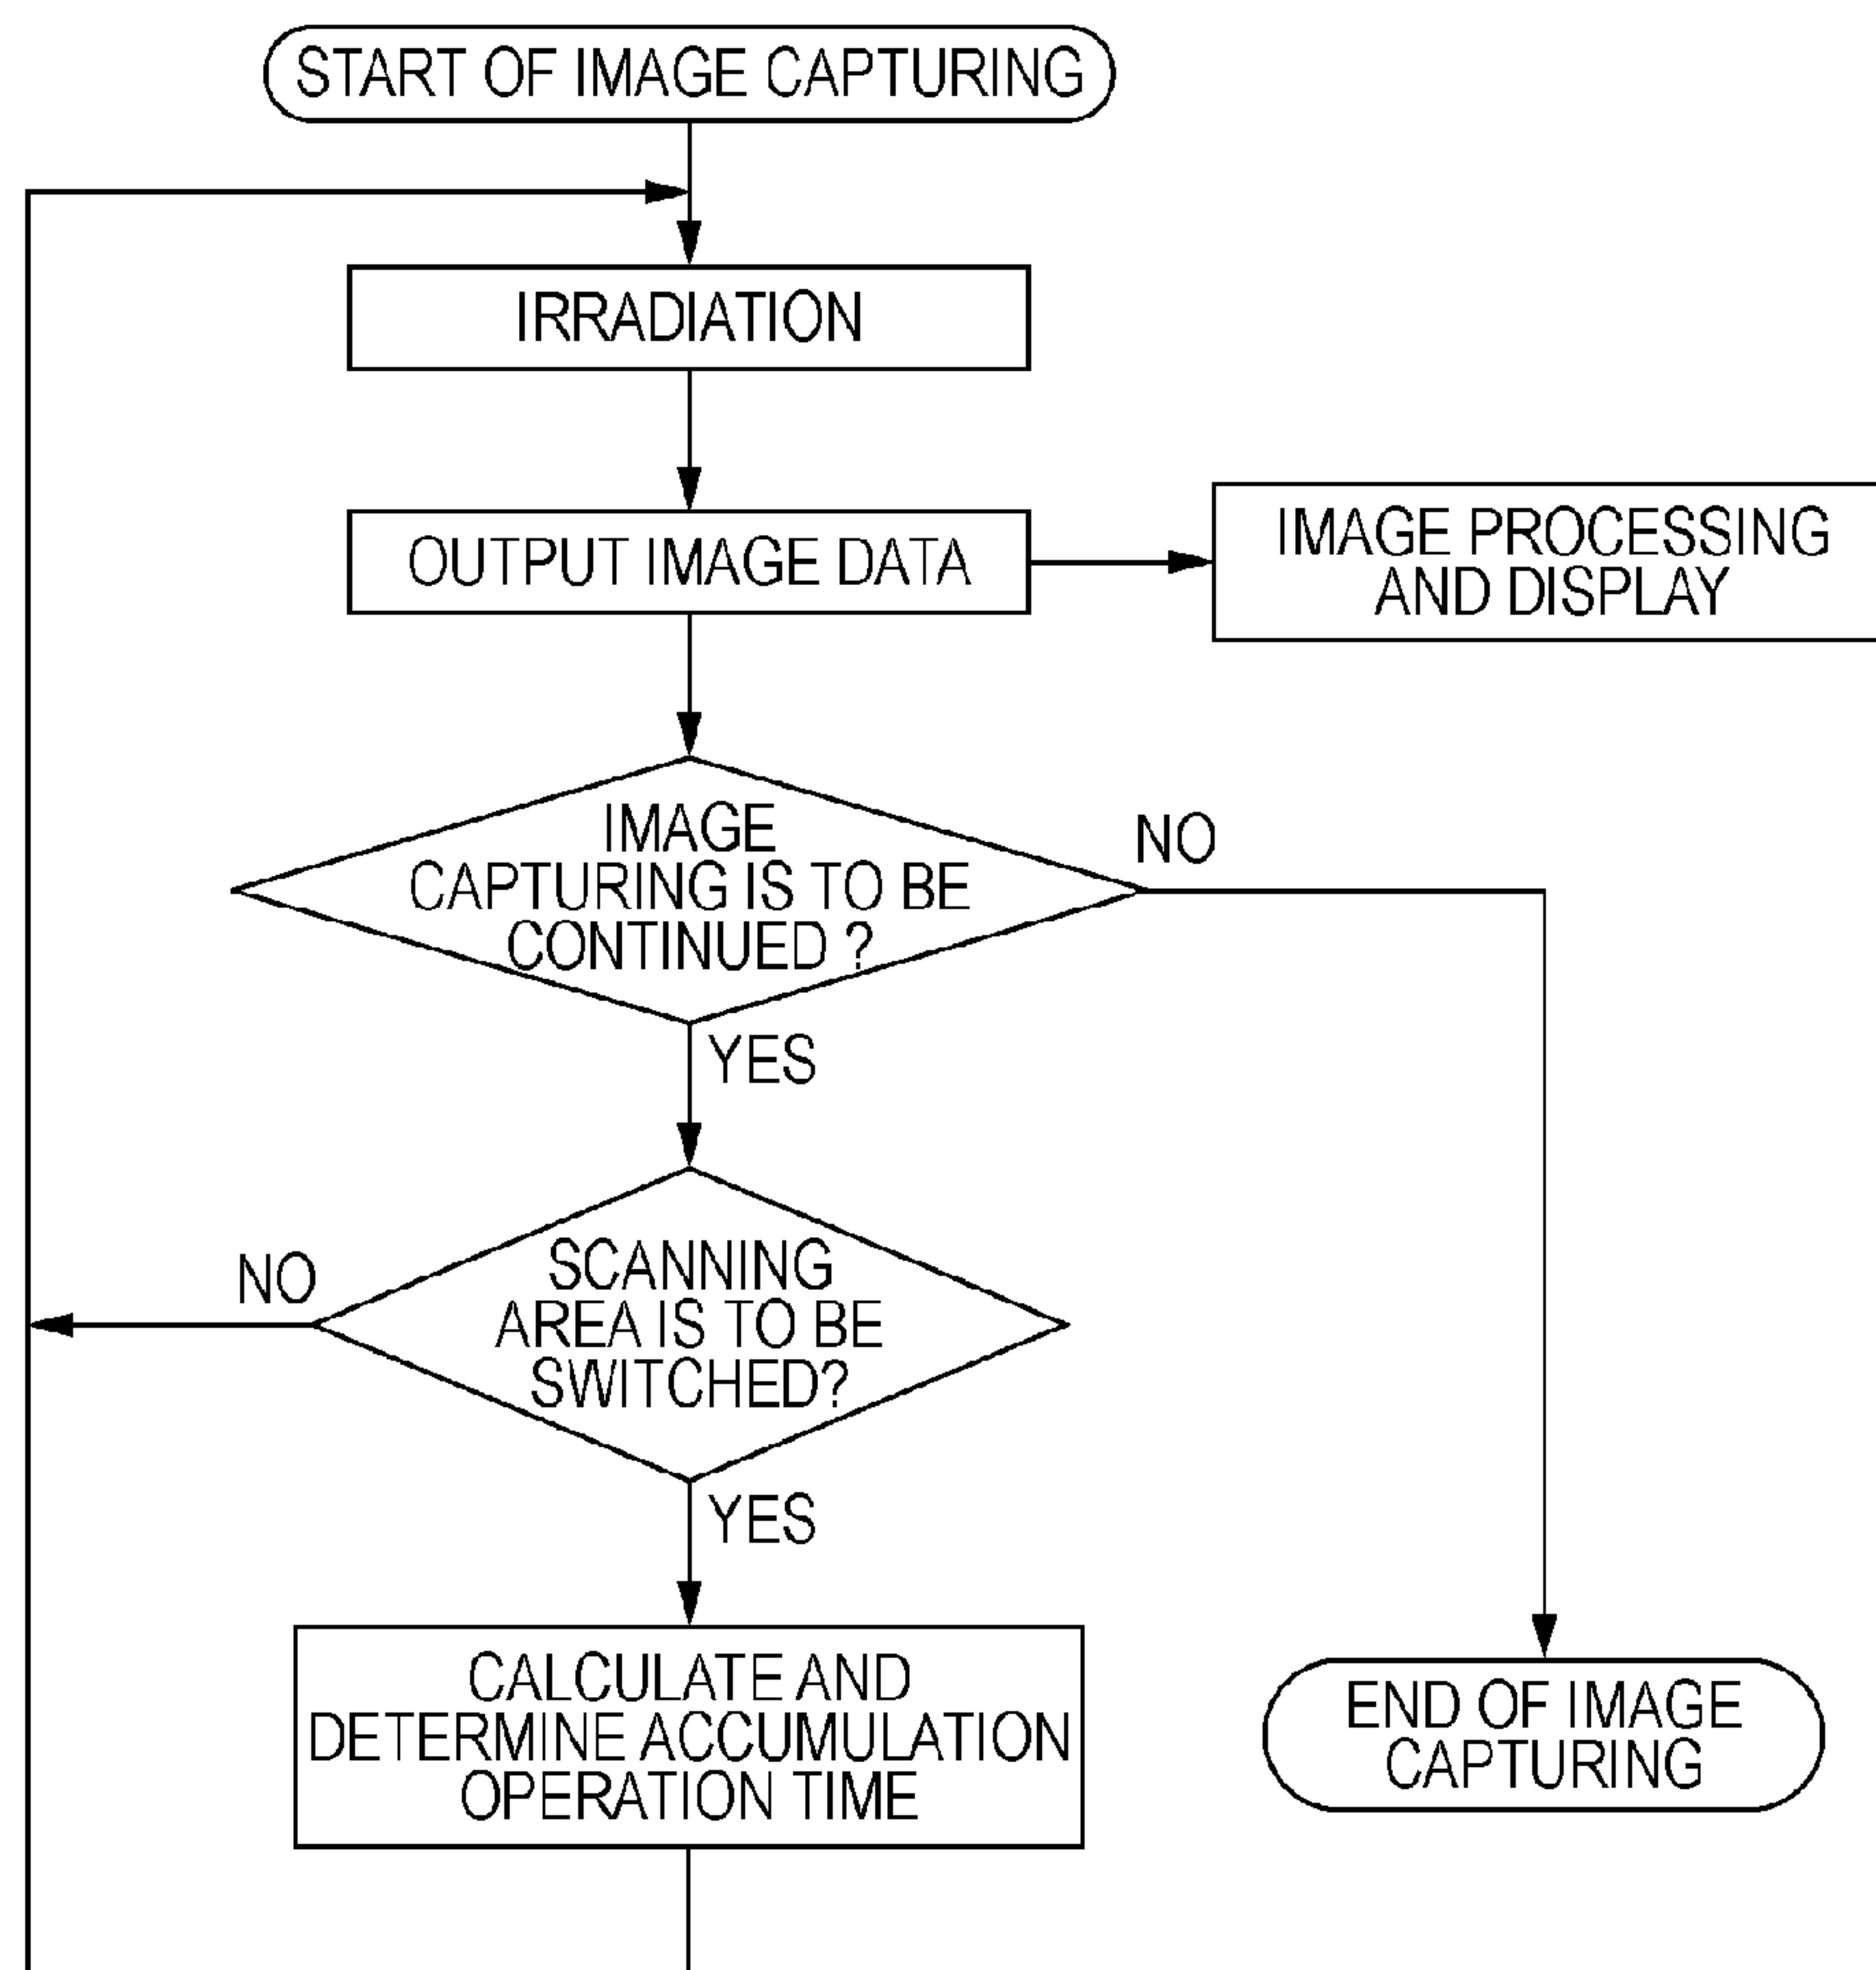 START OF IMAGE CAPTURING
IRRADIATION
OUTPUT IMAGE DATA
IMAGE PROCESSING
AND DISPLAY
IMAGE
CAPTURING IS TO BE
CONTINUED ?
NO
YES
SCANNING
AREA IS TO BE
SWITCHED?
NO
YES
CALCULATE AND
DETERMINE ACCUMULATION
OPERATION TIME
END OF IMAGE
CAPTURING